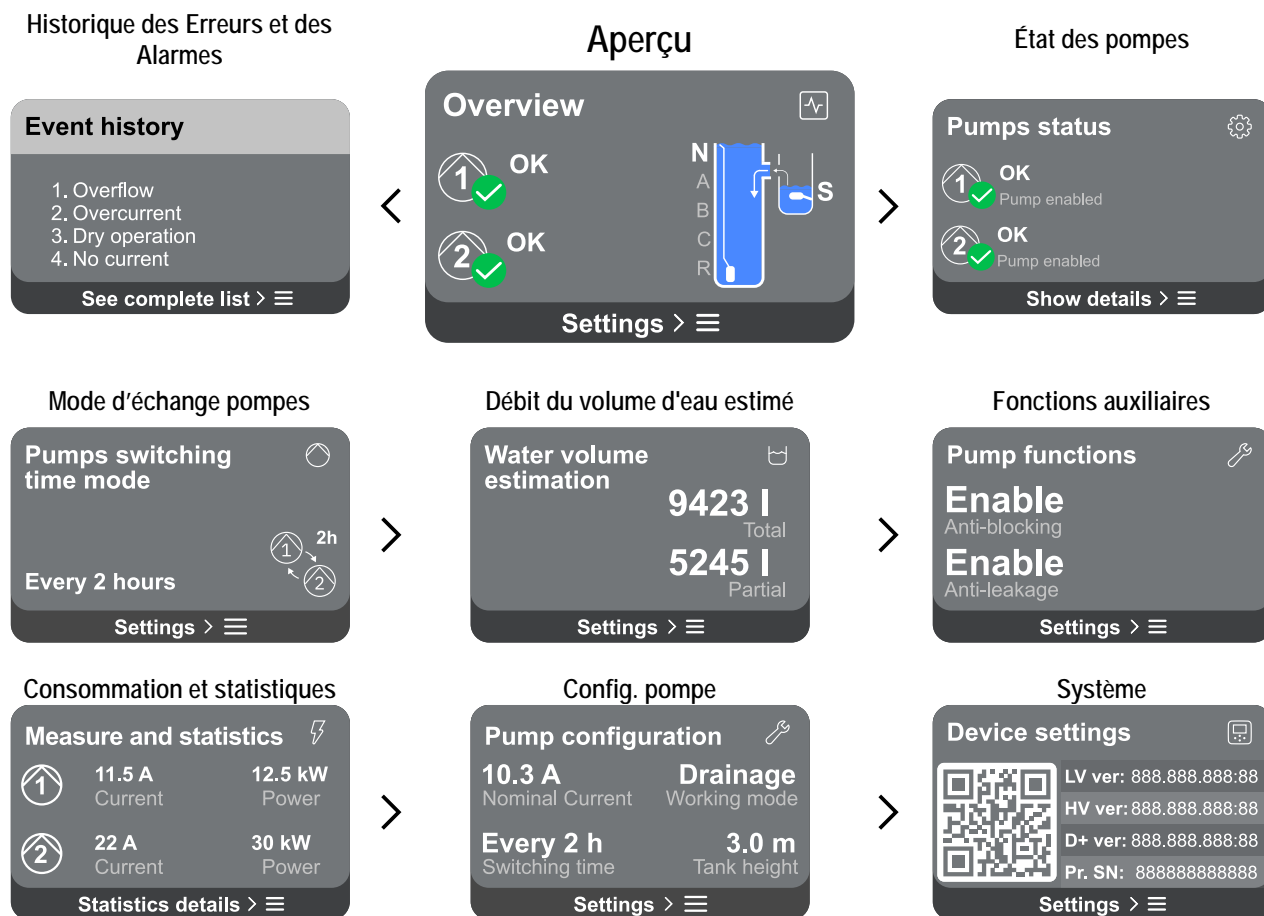 Historique des Erreurs et des
Alarmes
Event history
1. Overflow
2. Overcurrent
3. Dry operation
4. No current
See complete list >
Aperçu
Overview
1
OK
2
OK
N
A
B
C
R
L
I
S
Settings >
État des pompes
Pumps status
1
OK
Pump enabled
2
OK
Pump enabled
Show details >
Mode d’échange pompes
Pumps switching
time mode
2h
1
2
Every 2 hours
Settings >
Débit du volume d'eau estimé
Water volume
estimation
9423 l
Total
5245 l
Partial
Settings >
Fonctions auxiliaires
Pump functions
Enable
Anti-blocking
Enable
Anti-leakage
Settings >
Consommation et statistiques
Measure and statistics
1
11.5 A 12.5 kW
Current Power
2
22 A 30 kW
Current Power
Statistics details >
Config. pompe
Pump configuration
10.3 A Drainage
Nominal Current Working mode
Every 2 h 3.0 m
Switching time Tank height
Settings >
Système
Device settings
LV ver: 888.888.888:88
HV ver: 888.888.888:88
D+ ver: 888.888.888:88
Pr. SN: 888888888888
Settings >